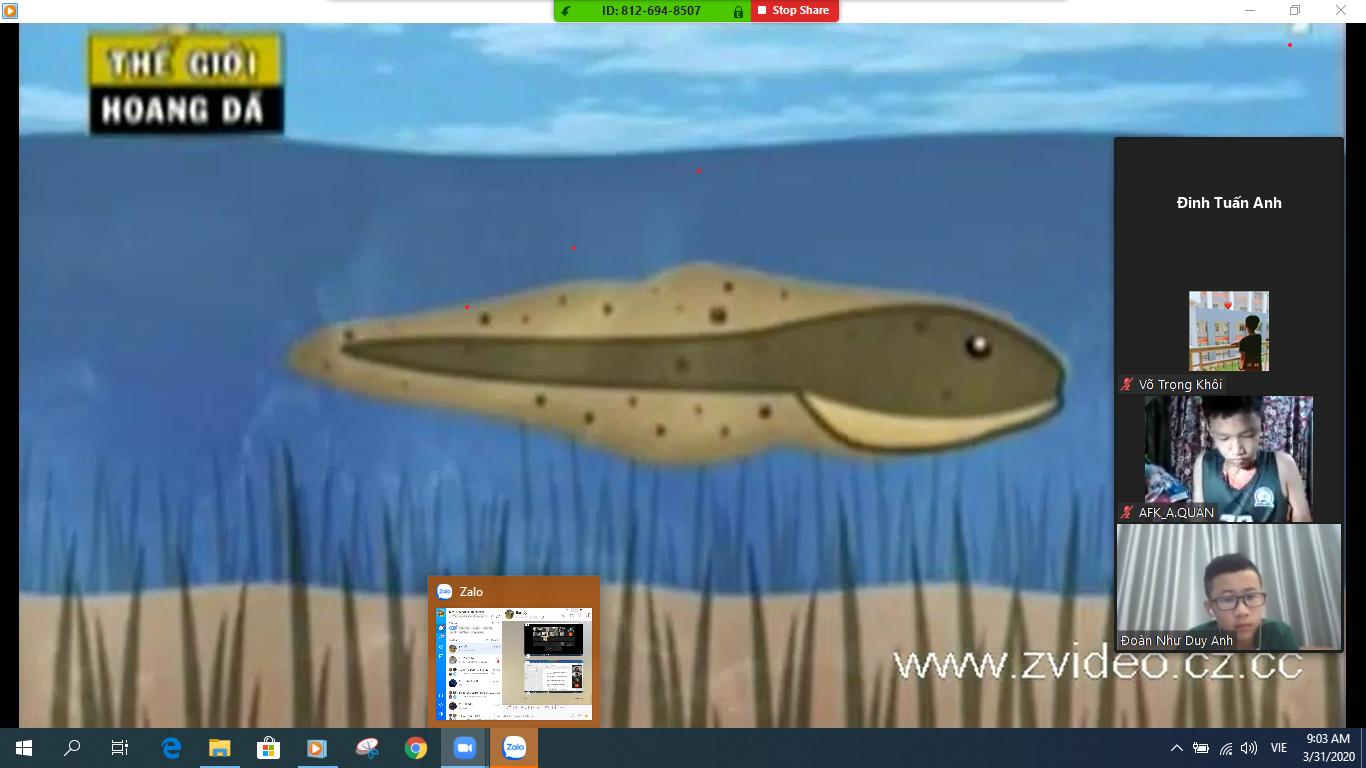 ID: 812-694-8507
Stop Share
THẾ GIỚI
HOANG DÃ
Đinh Tuấn Anh
Võ Trọng Khôi
AFK_A.QUÂN
Đoàn Như Duy Anh
Zalo
www.zvideo.cz.cc
Zalo
VIE
9:03 AM
3/31/2020